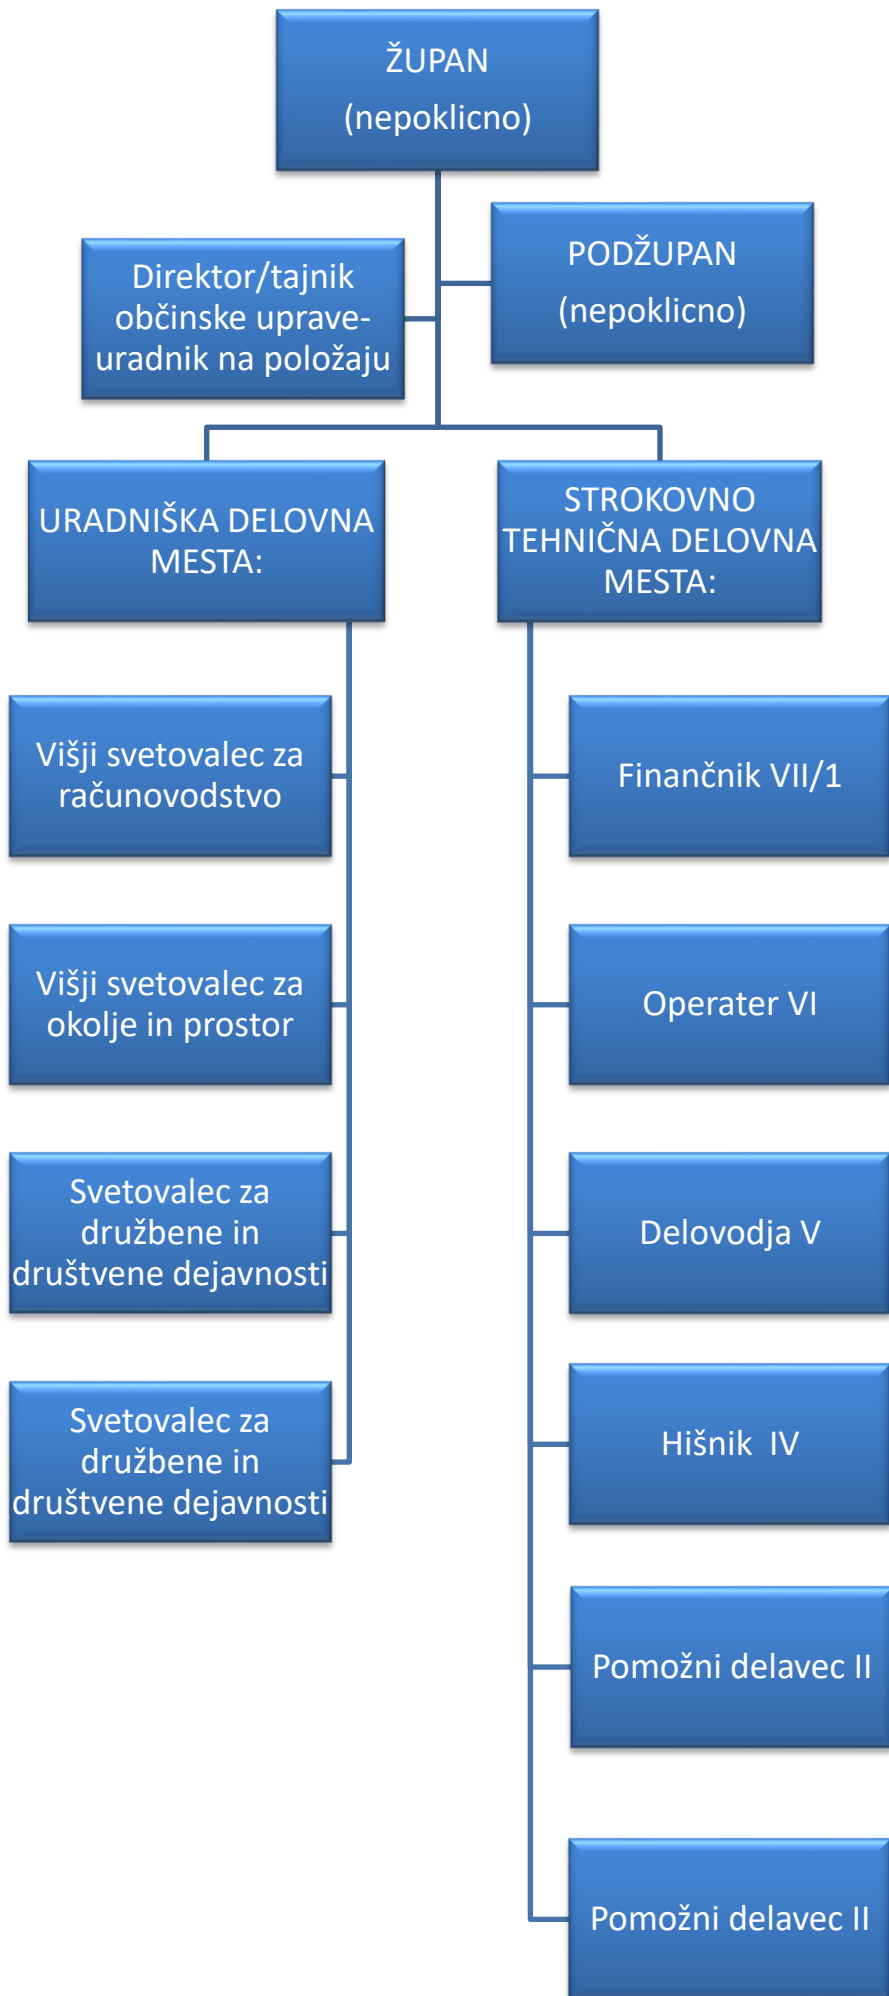 ŽUPAN
(nepoklicno)
PODŽUPAN
(nepoklicno)
Direktor/tajnik
občinske uprave-
uradnik na položaju
URADNIŠKA DELOVNA
MESTA:
Višji svetovalec za
računovodstvo
Višji svetovalec za
okolje in prostor
Svetovalec za
družbene in
društvene dejavnosti
Svetovalec za
družbene in
društvene dejavnosti
STROKOVNO
TEHNIČNA DELOVNA
MESTA:
Finančnik VII/1
Operater VI
Delovodja V
Hišnik  IV
Pomožni delavec II
Pomožni delavec II